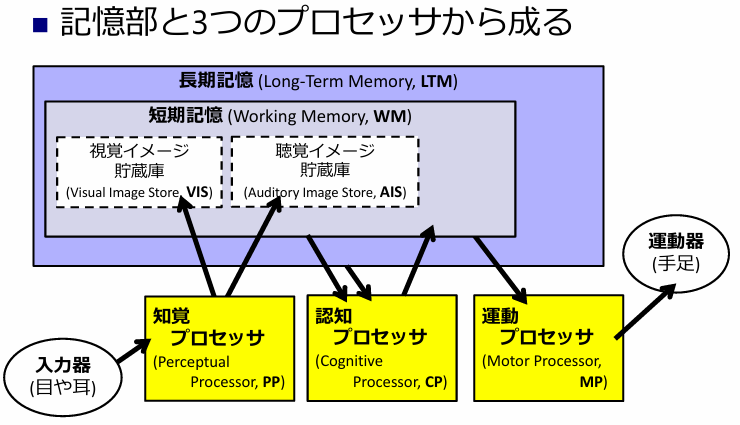 ■ 記憶部と3つのプロセッサから成る
長期記憶 (Long-Term Memory, LTM)
短期記憶 (Working Memory, WM)
視覚イメージ
貯蔵庫
(Visual Image Store, VIS)
聴覚イメージ
貯蔵庫
(Auditory Image Store, AIS)
運動器
(手足)
知覚
プロセッサ
(Perceptual
Processor, PP)
認知
プロセッサ
(Cognitive
Processor, CP)
運動
プロセッサ
(Motor Processor,
MP)
入力器
(目や耳)